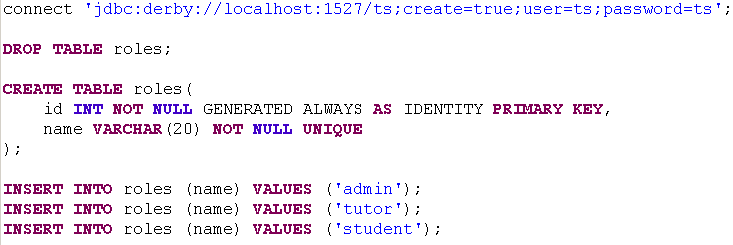 connect 'jdbc:derby://localhost:1527/ts;create=true;user=ts;password=ts';
DROP TABLE roles;
CREATE TABLE roles(
    id INT NOT NULL GENERATED ALWAYS AS IDENTITY PRIMARY KEY,
    name VARCHAR(20) NOT NULL UNIQUE
);
INSERT INTO roles (name) VALUES ('admin');
INSERT INTO roles (name) VALUES ('tutor');
INSERT INTO roles (name) VALUES ('student');